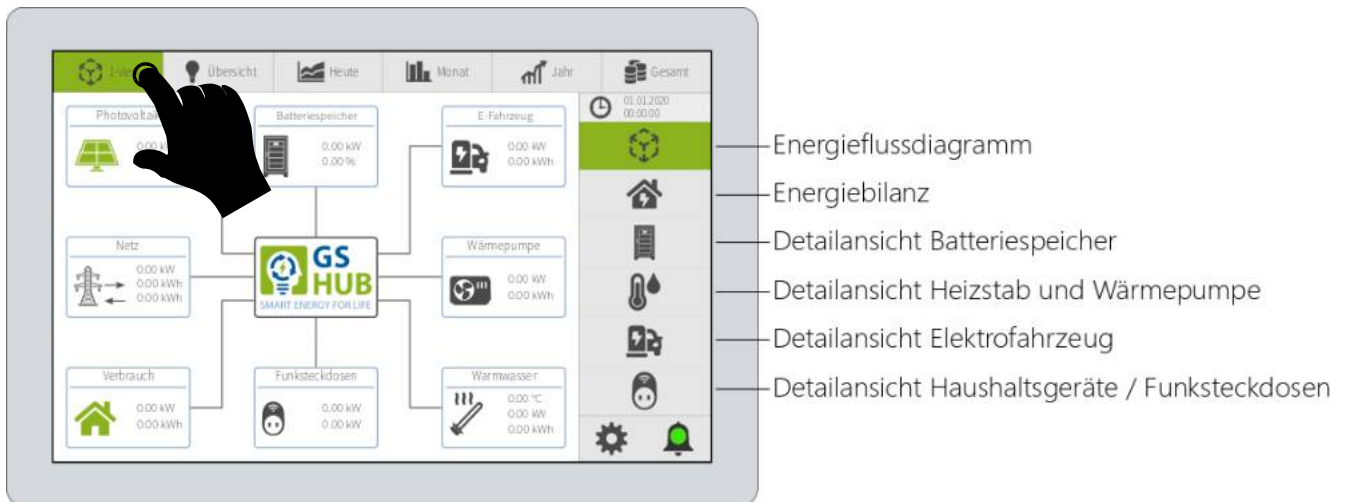 Übersicht
Heute
Monat
Jahr
Gesamt
01.01.2020
00:00:00
Batteriespeicher
0.00 kW
0.00 %
E-Fahrzeug
0.00 kW
0.00 kWh
Netz
0.00 kW
0.00 kWh
0.00 kWh
GS
HUB
SMART ENERGY FOR LIFE
Wärmepumpe
0.00 kW
0.00 kWh
Verbrauch
0.00 kW
0.00 kWh
Funksteckdosen
0.00 kW
0.00 kW
Warmwasser
0.00 °C
0.00 kW
0.00 kWh
Energieflussdiagramm
Energiebilanz
Detailansicht Batteriespeicher
Detailansicht Heizstab und Wärmepumpe
Detailansicht Elektrofahrzeug
Detailansicht Haushaltsgeräte / Funksteckdosen